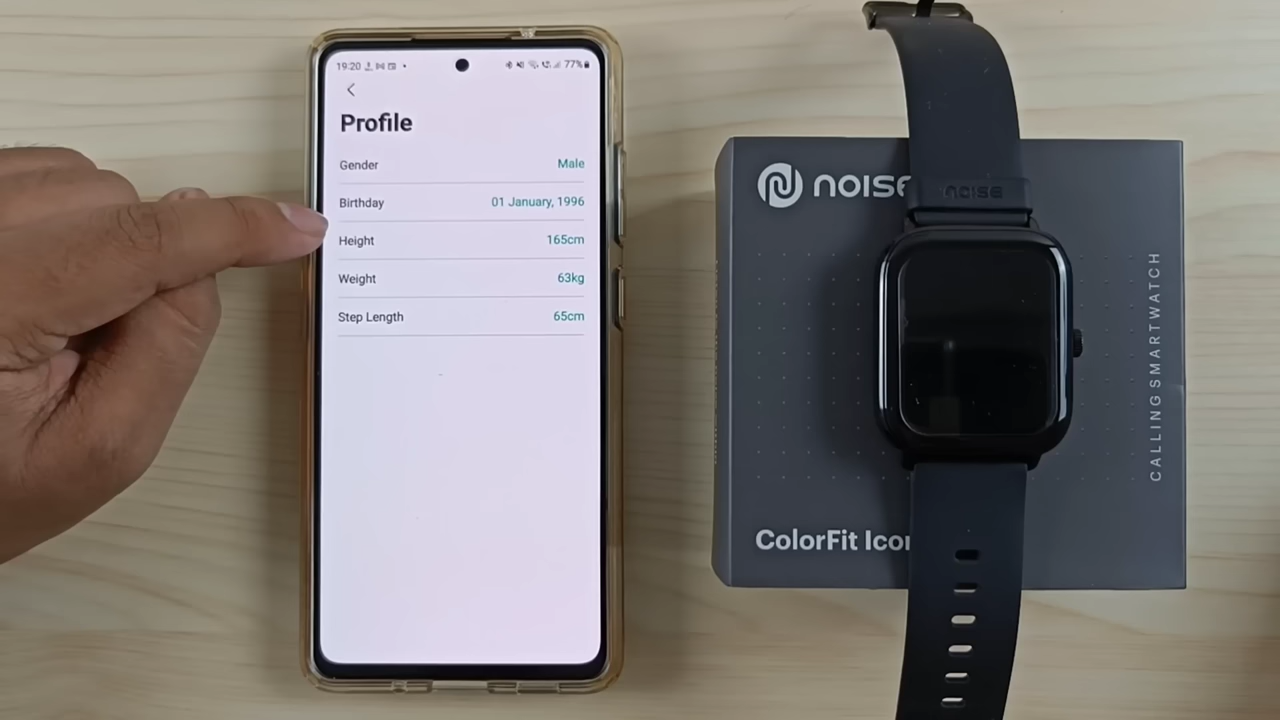 19:20
77%
Profile
Gender Male
Birthday 01 January, 1996
Height 165cm
Weight 63kg
Step Length 65cm
noise
noise
CALLING SMARTWATCH
ColorFit Icon